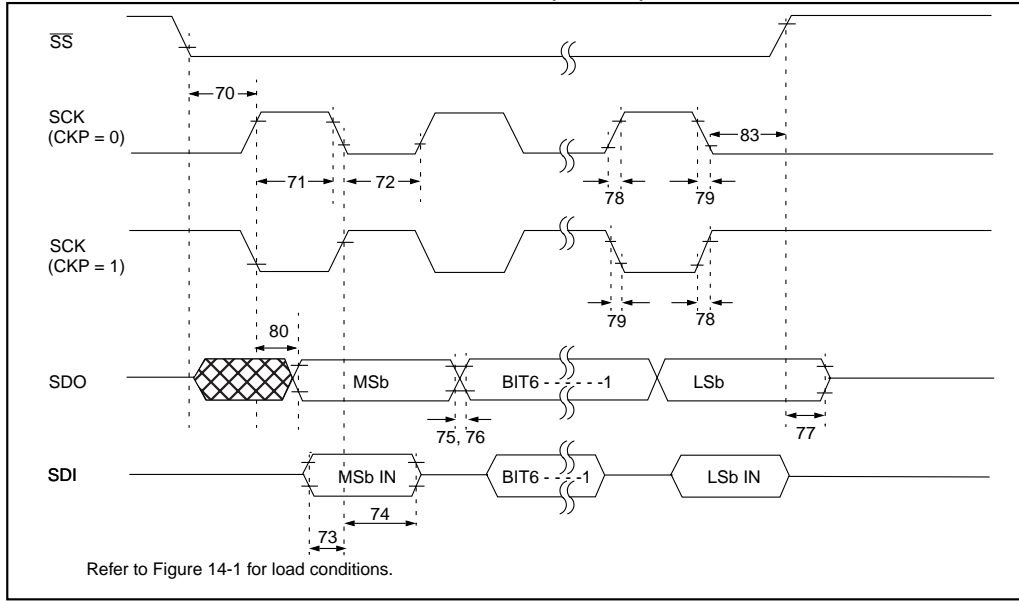 SS
70
SCK
(CKP = 0)
83
71
72
78
79
SCK
(CKP = 1)
79
78
80
SDO
MSb
BIT6 - - - - - -1
LSb
75, 76
77
SDI
MSb IN
BIT6 - - - -1
LSb IN
74
73
Refer to Figure 14-1 for load conditions.